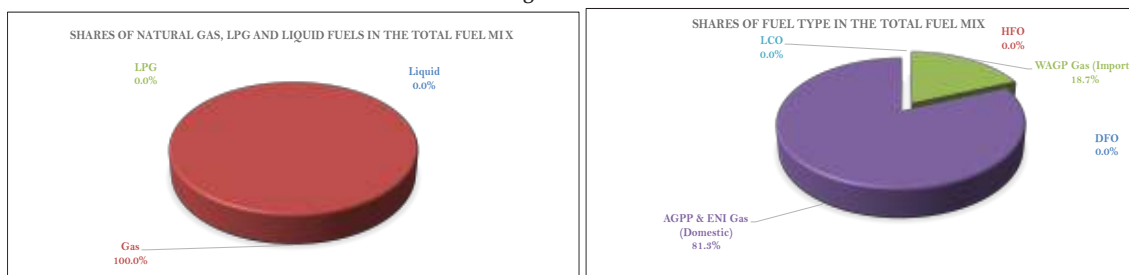 SHARES OF NATURAL GAS, LPG AND LIQUID FUELS IN THE TOTAL FUEL MIX
LPG
0.0%
Liquid
0.0%
Gas
100.0%
SHARES OF FUEL TYPE IN THE TOTAL FUEL MIX
LCO
0.0%
HFO
0.0%
WAGP Gas (Import
18.7%
DFO
0.0%
AGPP & ENI Gas
(Domestic)
81.3%